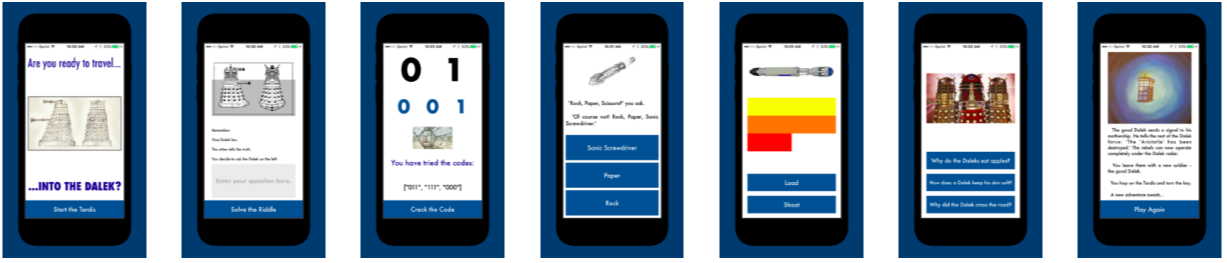 Are you ready to travel...
...INTO THE DALEK?
Start the Tardis
Remember:
One Dalek lies.
The other tells the truth.
You decide to ask the Dalek on the left:
Enter your question here.
Solve the Riddle
0 1
0 0 1
You have tried the codes:
["011", "111", "000"]
Crack the Code
"Rock, Paper, Scissors?" you ask.
"Of course not! Rock, Paper, Sonic
Screwdriver."
Sonic Screwdriver
Paper
Rock
Load
Shoot
Why do the Daleks eat apples?
How does a Dalek keep his skin soft?
Why did the Dalek cross the road?
The good Dalek sends a signal to his
mothership. He tells the rest of the Dalek
force: 'The 'Aristotle' has been
destroyed.' The rebels can now operate
completely under the Dalek radar.
You leave them with a new soldier -
the good Dalek.
You hop on the Tardis and turn the key.
A new adventure awaits...
Play Again